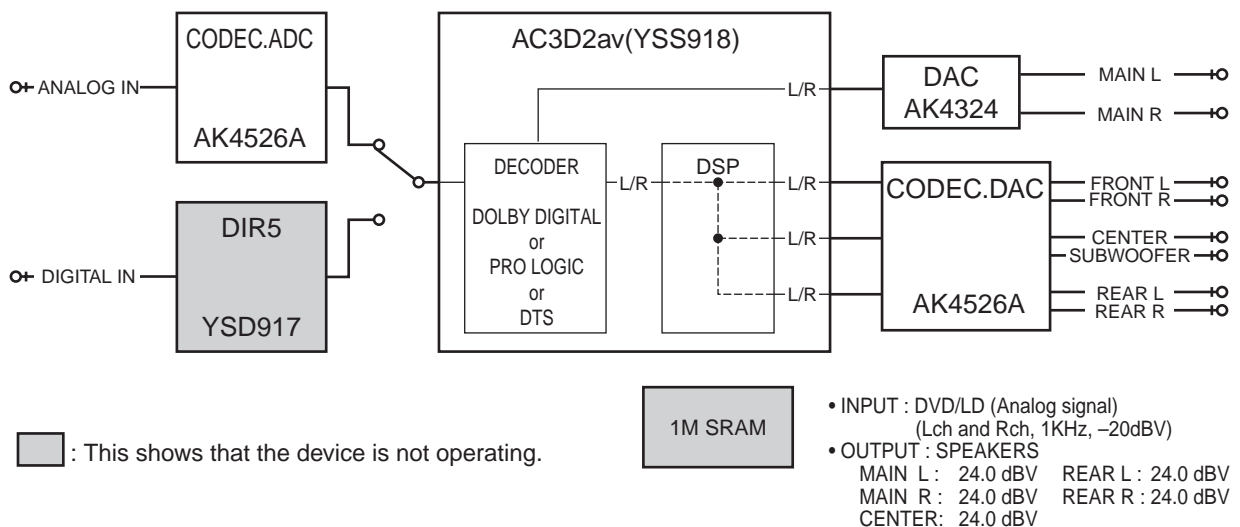 CODEC.ADC
AK4526A
ANALOG IN
DIR5
YSD917
DIGITAL IN
AC3D2av(YSS918)
L/R
DECODER
DOLBY DIGITAL
or
PRO LOGIC
or
DTS
L/R
DSP
L/R
L/R
L/R
DAC
AK4324
MAIN L
MAIN R
CODEC.DAC
AK4526A
FRONT L
FRONT R
CENTER
SUBWOOFER
REAR L
REAR R
: This shows that the device is not operating.
1M SRAM
• INPUT : DVD/LD (Analog signal)
(Lch and Rch, 1KHz, –20dBV)
• OUTPUT : SPEAKERS
MAIN L : 24.0 dBV REAR L : 24.0 dBV
MAIN R : 24.0 dBV REAR R : 24.0 dBV
CENTER: 24.0 dBV